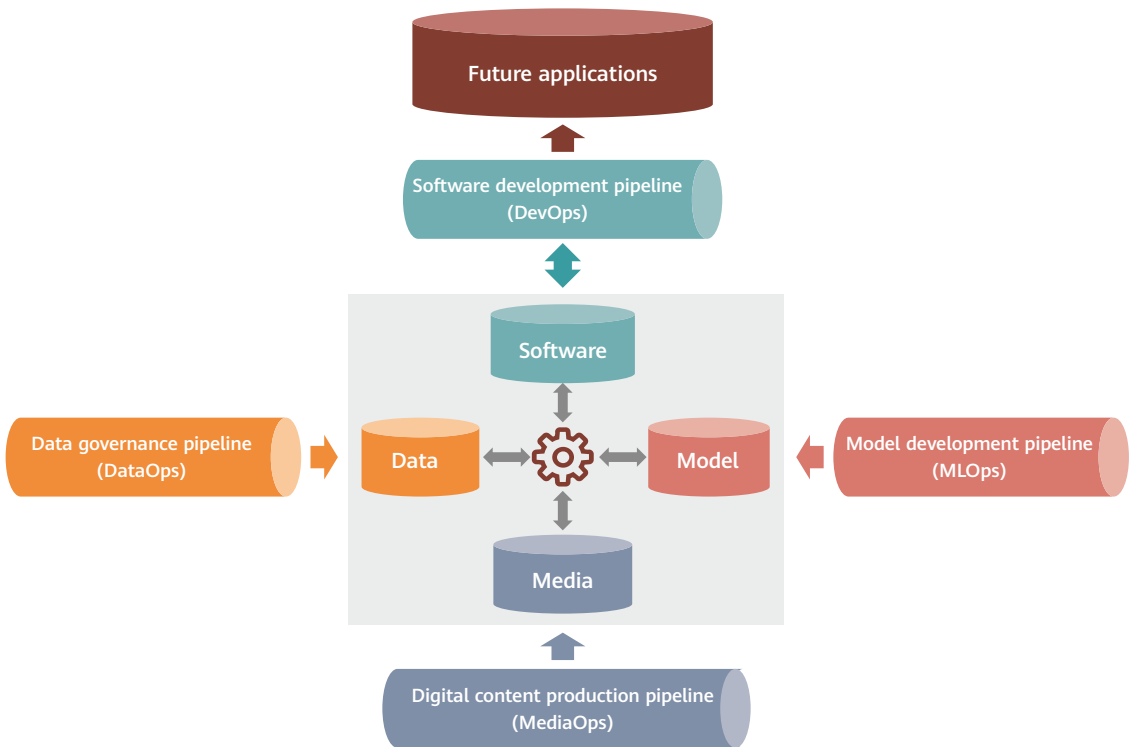 Future applications
Software development pipeline
(DevOps)
Software
Data governance pipeline
(DataOps)
Data
Model
Model development pipeline
(MLOps)
Media
Digital content production pipeline
(MediaOps)